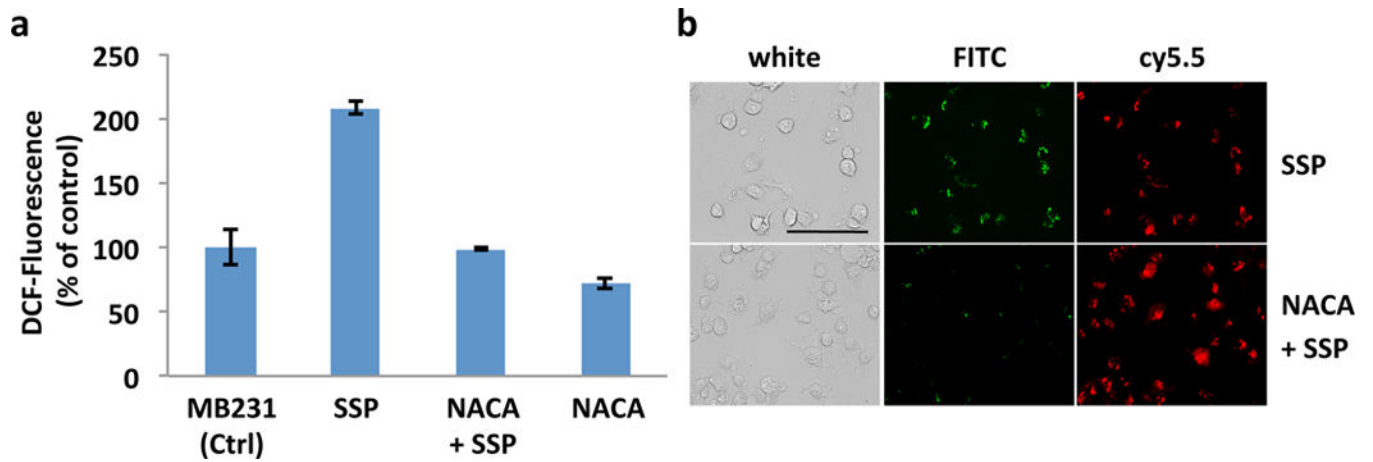 a
250
200
150
100
50
0
DCF-Fluorescence
(% of control)
MB231
(Ctrl)
SSP
NACA
+ SSP
NACA
b
white
FITC
cy5.5
SSP
NACA
+ SSP